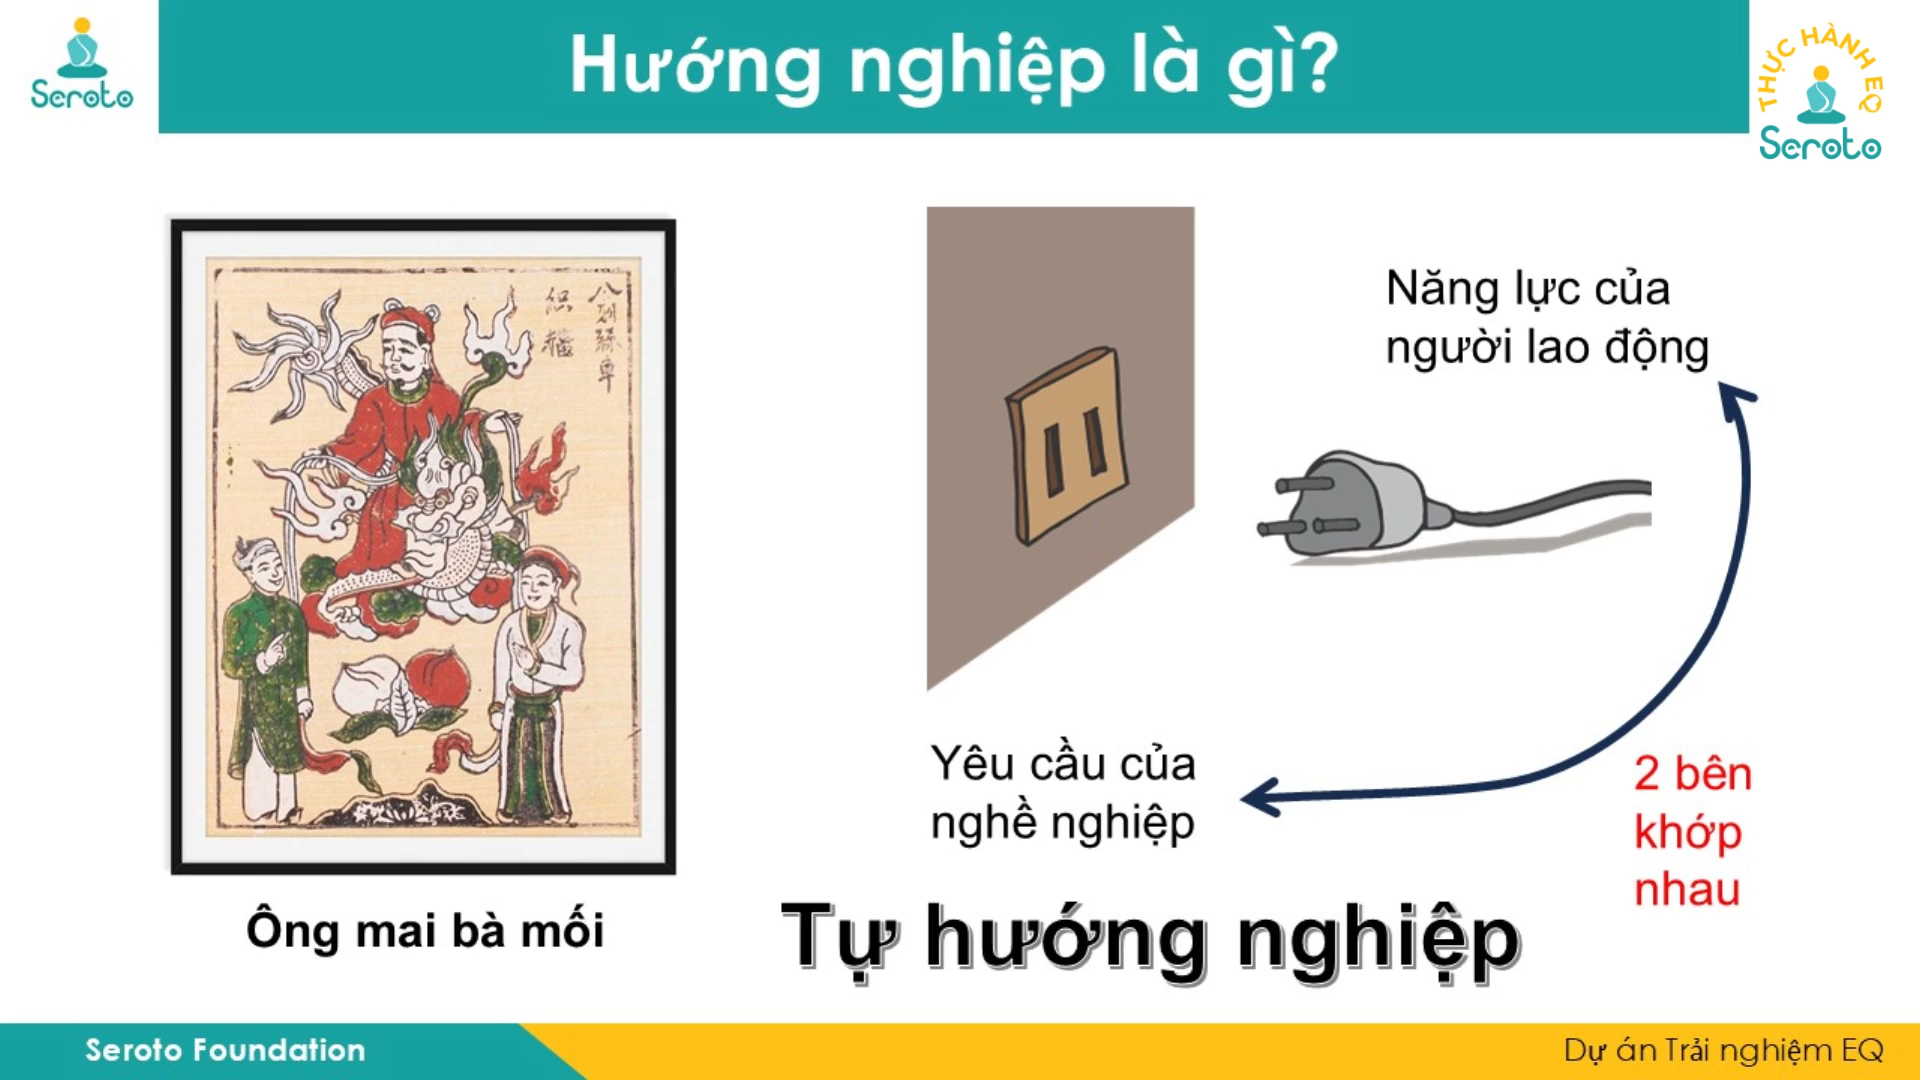 Hướng nghiệp là gì?
Seroto
THỰC HÀNH EQ
Seroto
Năng lực của
người lao động
Yêu cầu của
nghề nghiệp
2 bên
khớp
nhau
Ông mai bà mối
Tự hướng nghiệp
Seroto Foundation
Dự án Trải nghiệm EQ